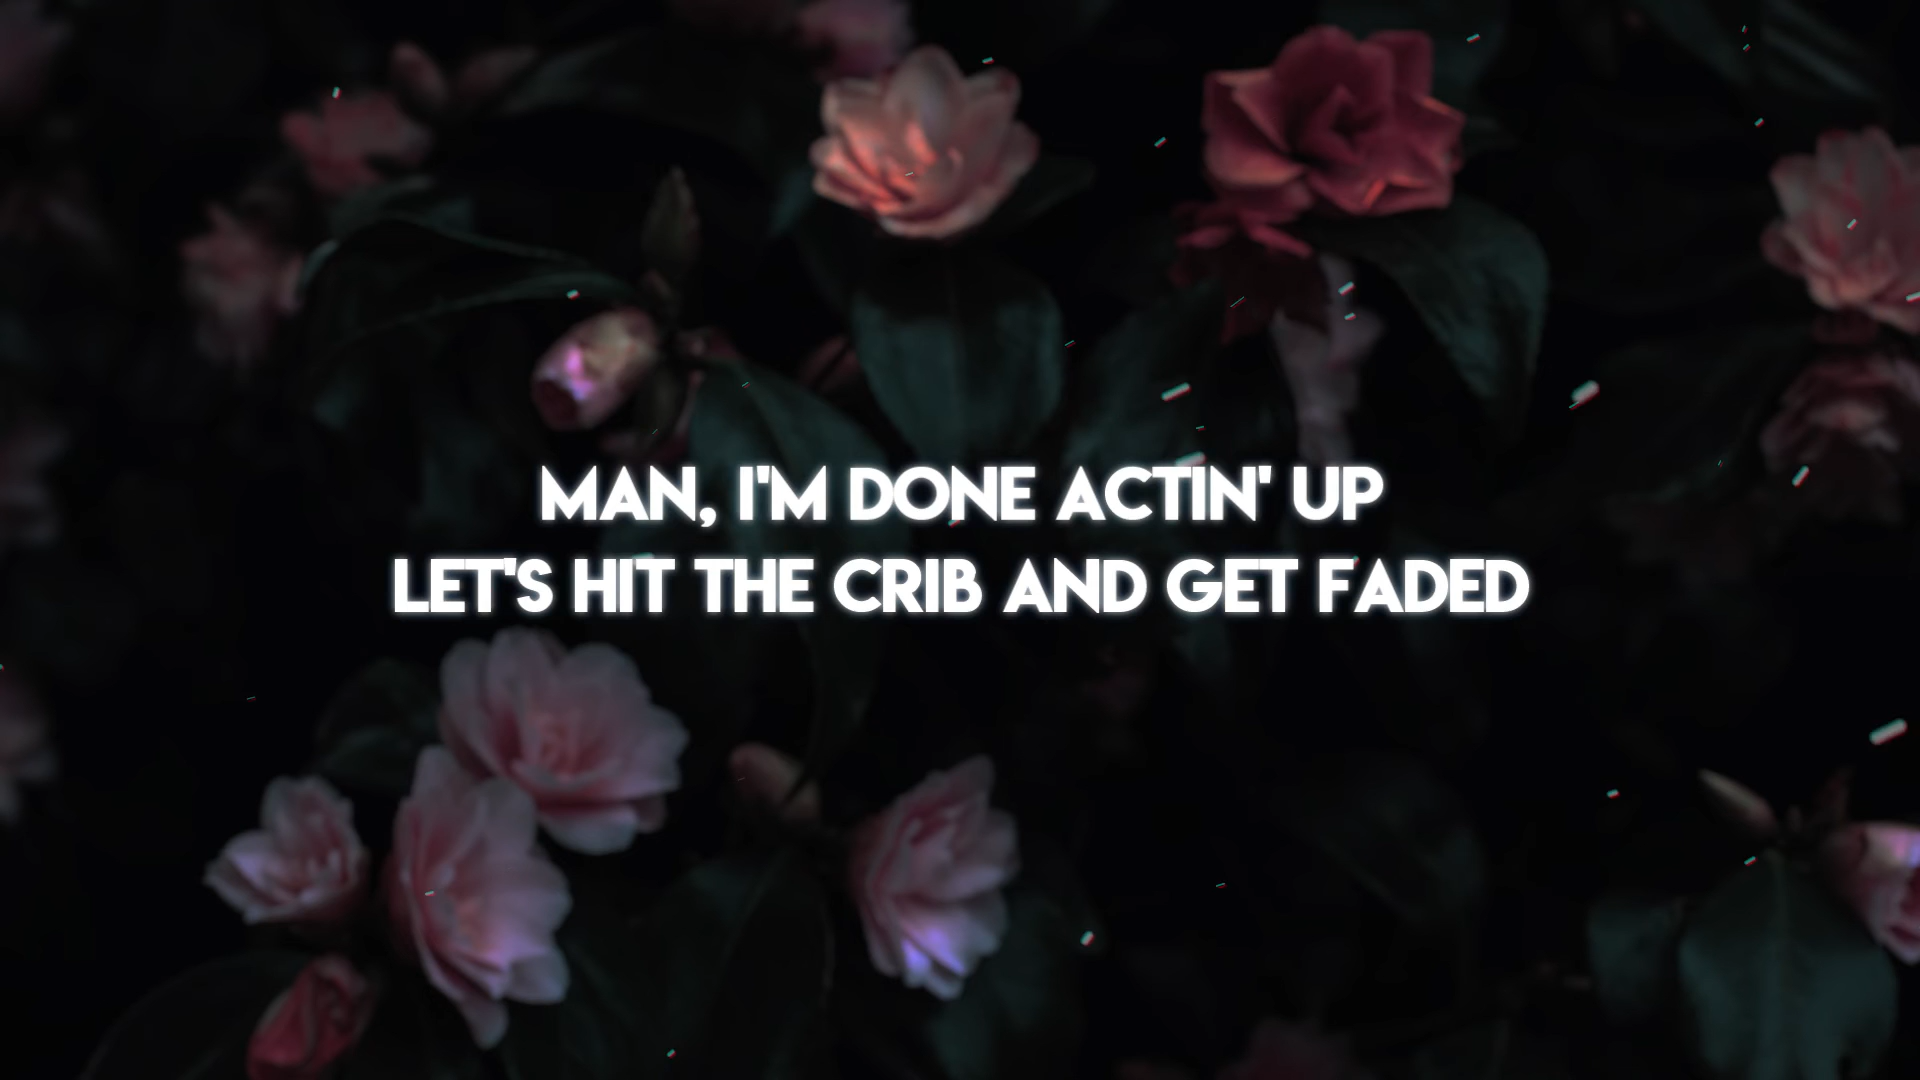 MAN, I'M DONE ACTIN' UP
LET'S HIT THE CRIB AND GET FADED